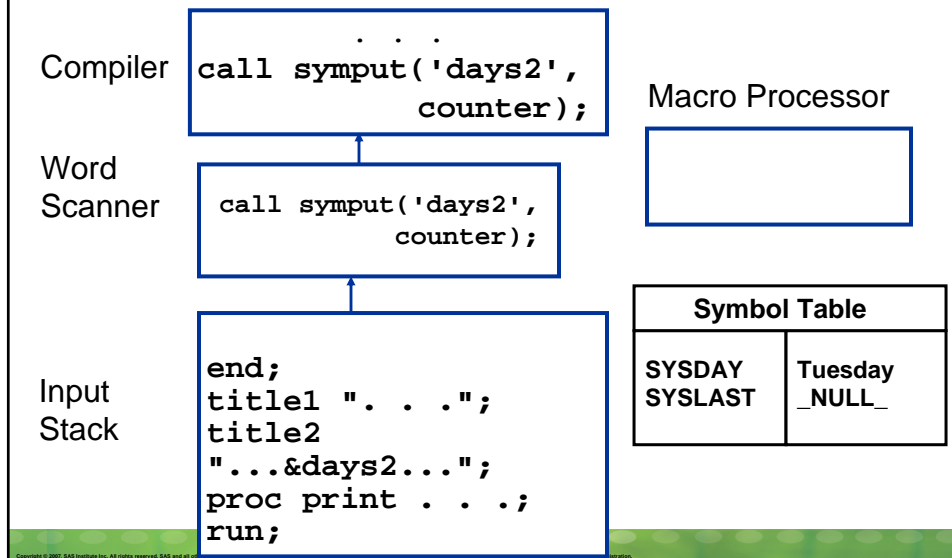 Compiler
. . .
call symput('days2',
counter);
Macro Processor
Word
Scanner
call symput('days2',
counter);
Symbol Table
SYSDAY Tuesday
SYSLAST _NULL_
Input
Stack
end;
title1 ". . .";
title2
"...&days2...";
proc print . . .;
run;
Copyright © 2007, SAS Institute Inc. All rights reserved. SAS and all